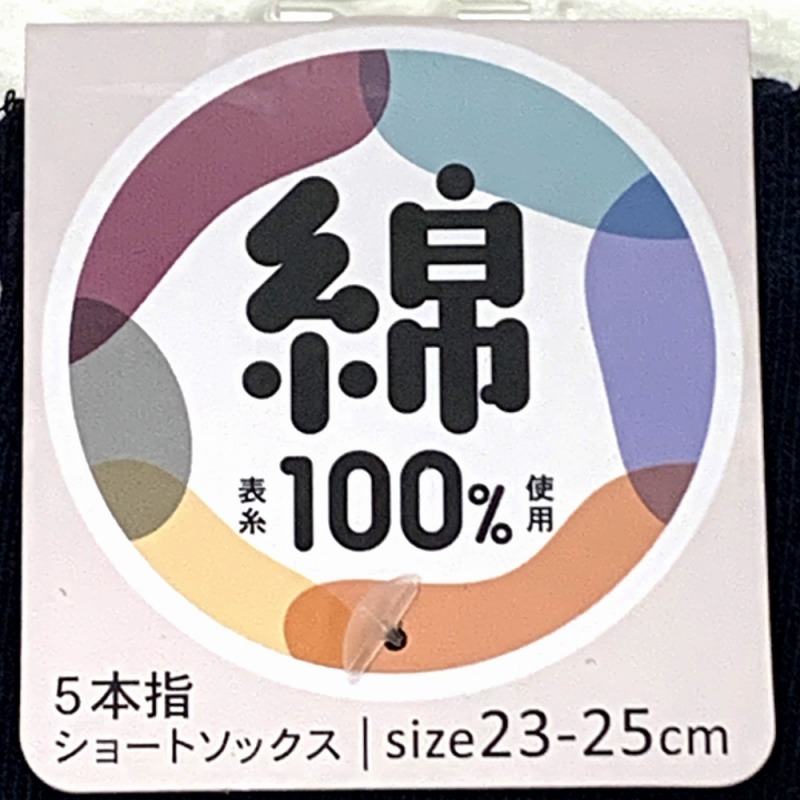 綿
表糸 100% 使用
5本指
ショートソックス | size23-25cm